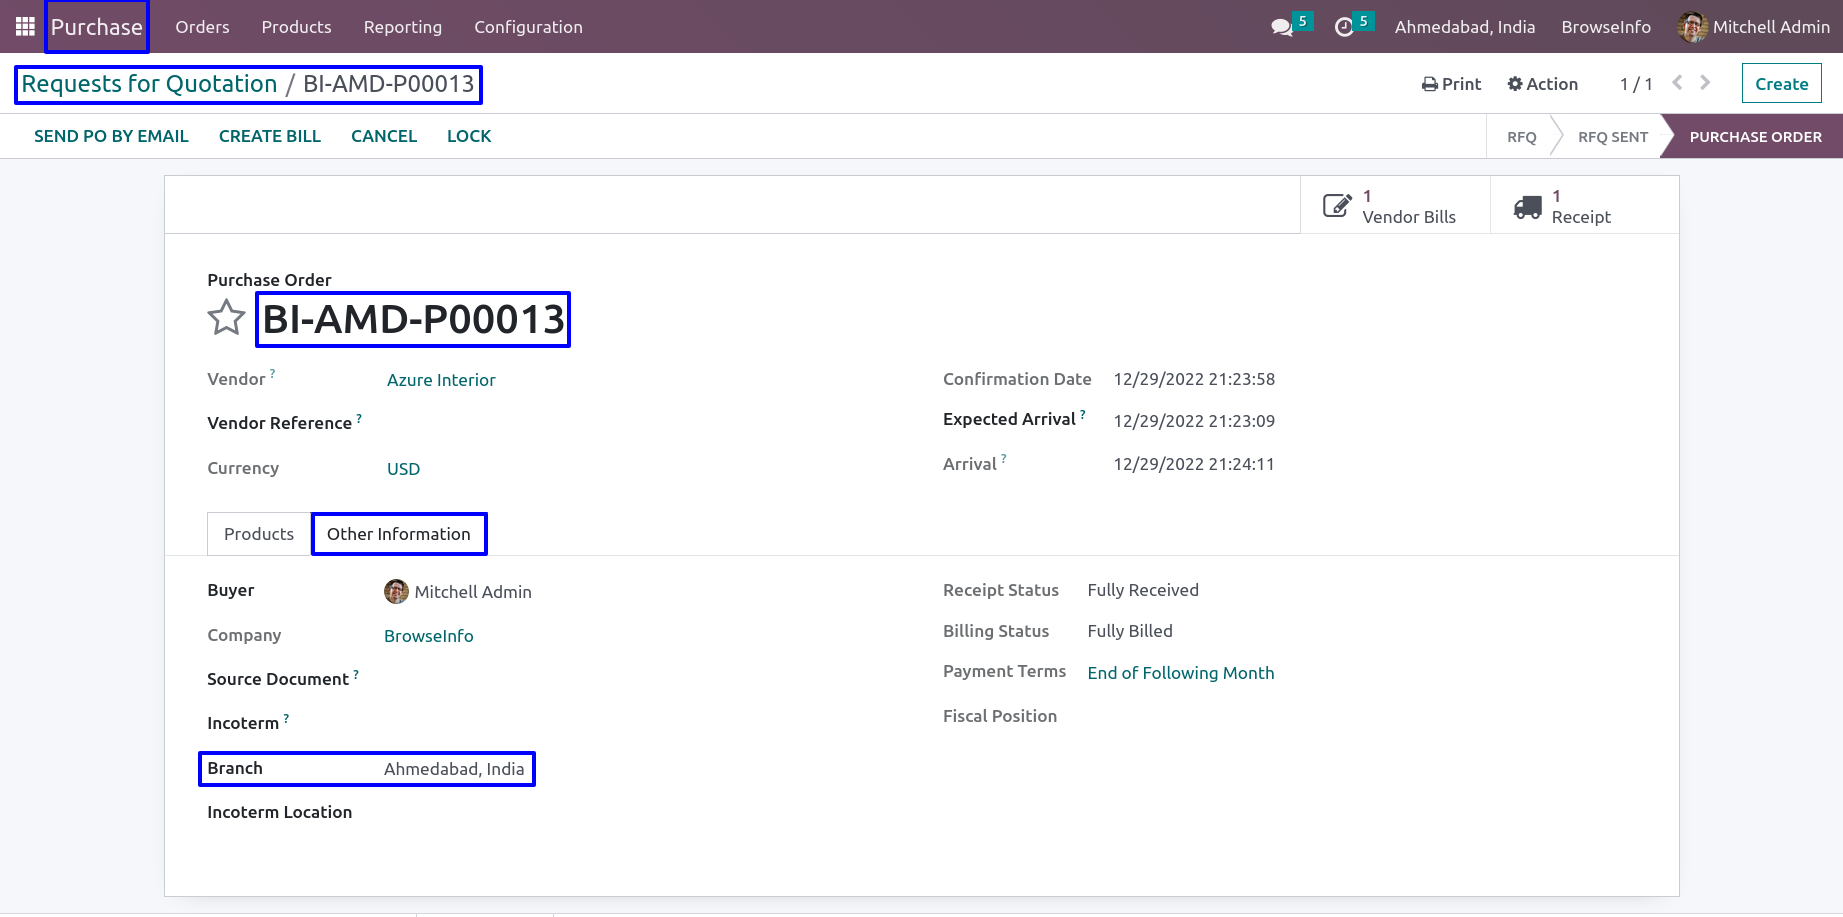 Purchase Orders Products Reporting Configuration 5 5 Ahmedabad, India BrowseInfo Mitchell Admin
Requests for Quotation / BI-AMD-P00013 Print Action 1 / 1 Create
SEND PO BY EMAIL CREATE BILL CANCEL LOCK RFQ RFQ SENT PURCHASE ORDER
1 Vendor Bills
1 Receipt
Purchase Order
BI-AMD-P00013
Vendor ? Azure Interior
Vendor Reference ?
Currency USD
Confirmation Date 12/29/2022 21:23:58
Expected Arrival ? 12/29/2022 21:23:09
Arrival ? 12/29/2022 21:24:11
Products Other Information
Buyer Mitchell Admin
Company BrowseInfo
Source Document ?
Incoterm ?
Branch Ahmedabad, India
Incoterm Location
Receipt Status Fully Received
Billing Status Fully Billed
Payment Terms End of Following Month
Fiscal Position